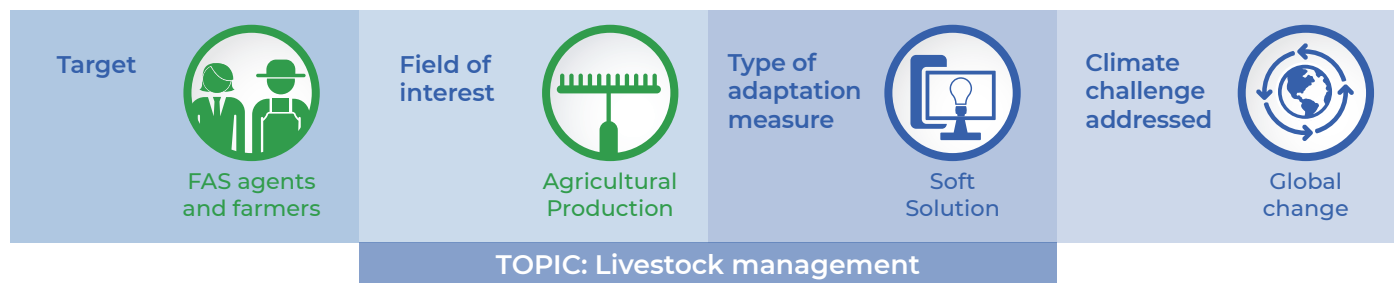 Target
FAS agents
and farmers
Field of
interest
Agricultural
Production
Type of
adaptation
measure
Soft
Solution
Climate
challenge
addressed
Global
change
TOPIC: Livestock management